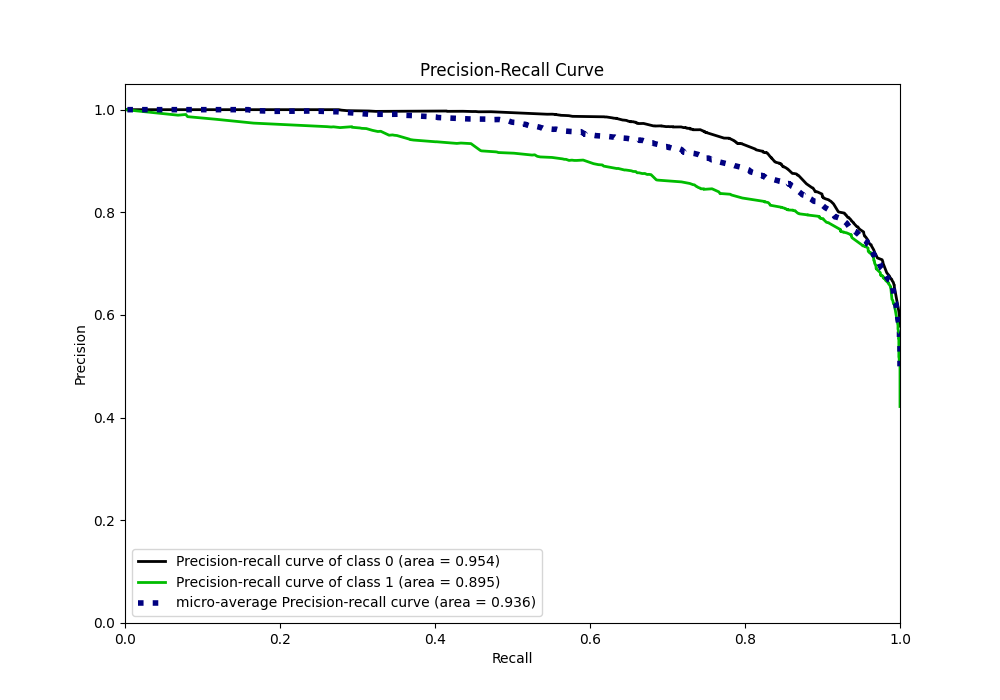 Precision-Recall Curve
1.0
0.8
0.6
0.4
0.2
0.0
Precision
Precision-recall curve of class 0 (area = 0.954)
Precision-recall curve of class 1 (area = 0.895)
micro-average Precision-recall curve (area = 0.936)
0.0 0.2 0.4 0.6 0.8 1.0
Recall